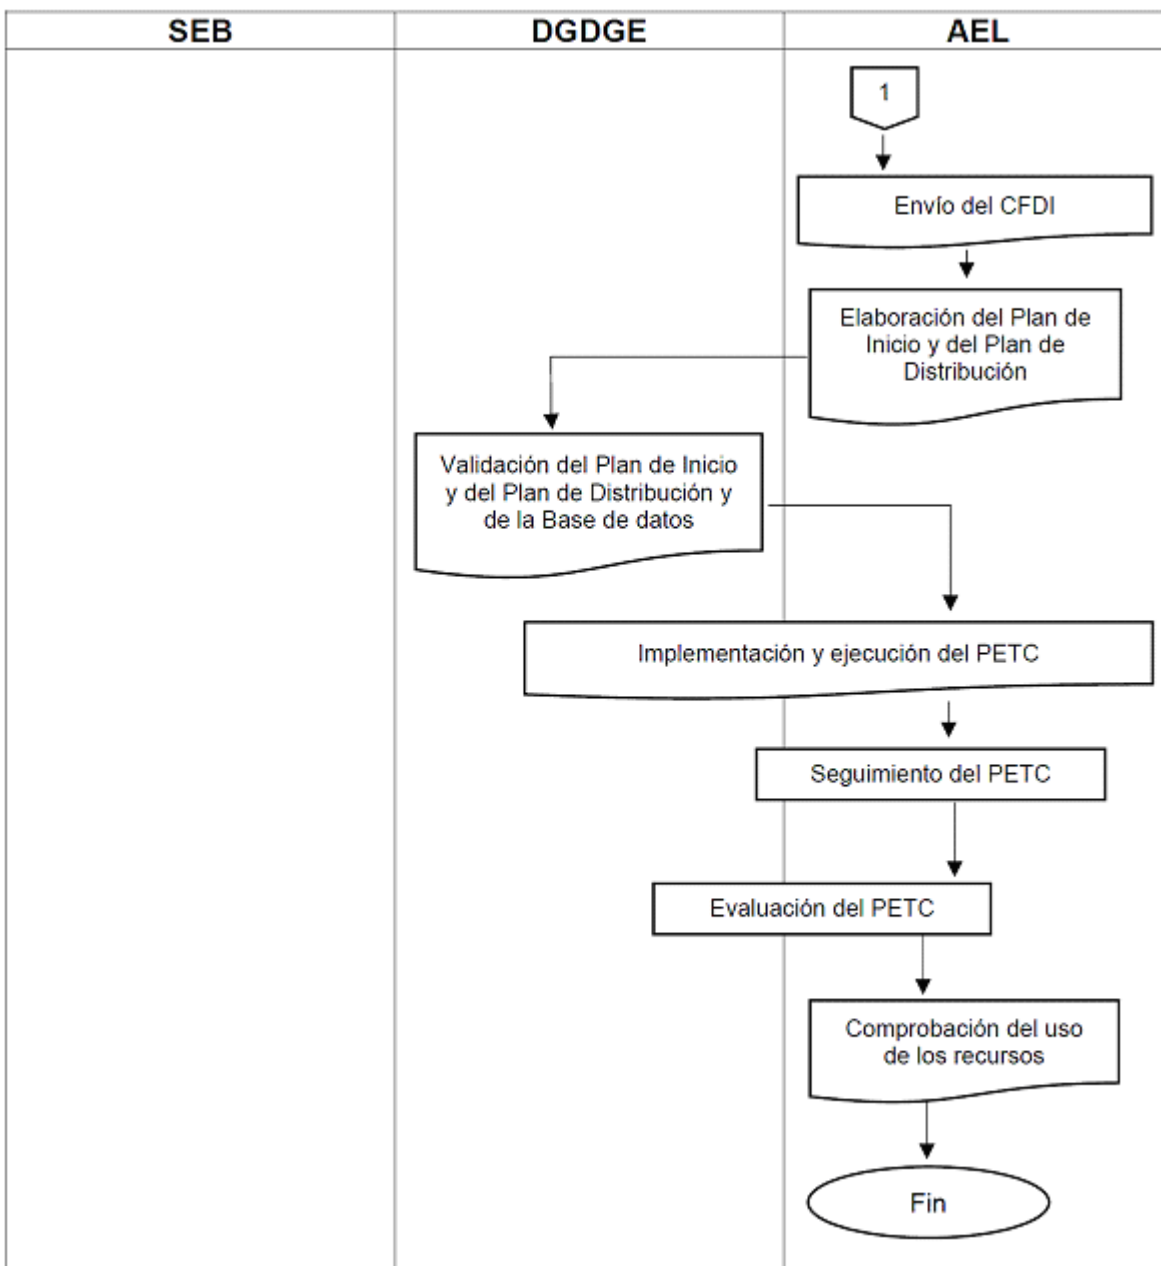 SEB
DGDGE
AEL
1
Envío del CFDI
Elaboración del Plan de
Inicio y del Plan de
Distribución
Validación del Plan de Inicio
y del Plan de Distribución y
de la Base de datos
Implementación y ejecución del PETC
Seguimiento del PETC
Evaluación del PETC
Comprobación del uso
de los recursos
Fin